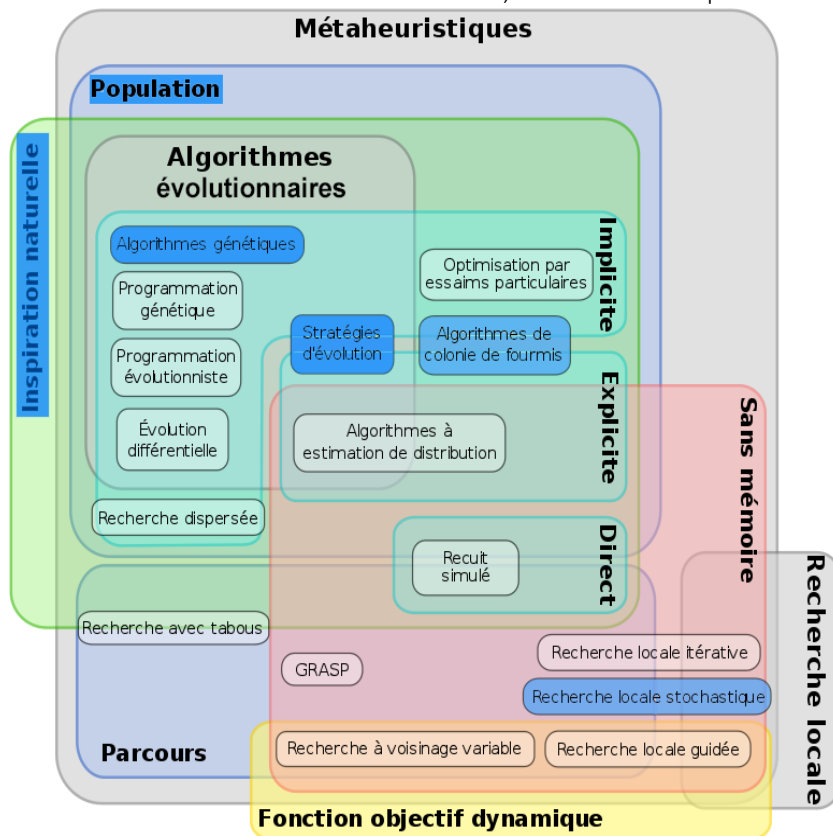 Métaheuristiques
Population
Inspiration naturelle
Algorithmes
évolutionnaires
Implicite
Algorithmes génétiques
Optimisation par
essaims particulaires
Programmation
génétique
Stratégies
d'évolution
Algorithmes de
colonie de fourmis
Programmation
évolutionniste
Explicite
Sans mémoire
Évolution
différentielle
Algorithmes à
estimation de distribution
Recherche dispersée
Direct
Recuit
simulé
Recherche locale
Recherche avec tabous
GRASP
Recherche locale itérative
Recherche locale stochastique
Parcours
Recherche à voisinage variable
Recherche locale guidée
Fonction objectif dynamique